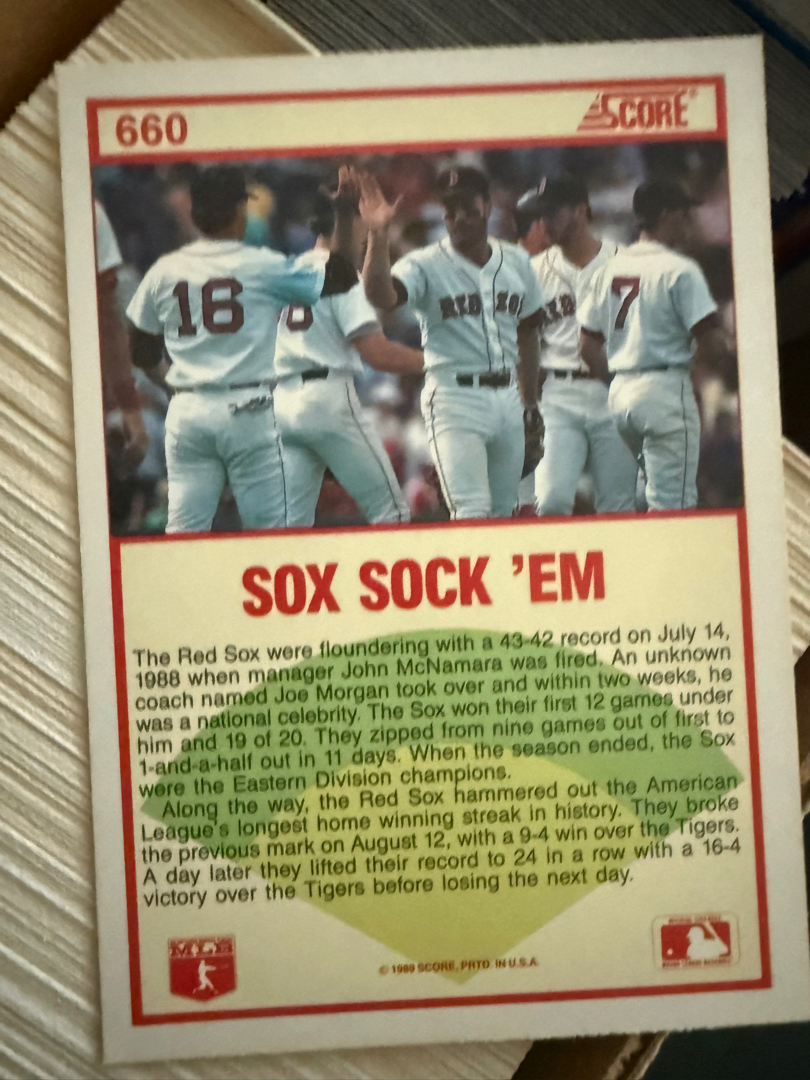 660
SCORE®
16
8
RED SOX
RED
7
SOX SOCK 'EM
The Red Sox were floundering with a 43-42 record on July 14,
1988 when manager John McNamara was fired. An unknown
coach named Joe Morgan took over and within two weeks, he
was a national celebrity. The Sox won their first 12 games under
him and 19 of 20. They zipped from nine games out of first to
1-and-a-half out in 11 days. When the season ended, the Sox
were the Eastern Division champions.
Along the way, the Red Sox hammered out the American
League's longest home winning streak in history. They broke
the previous mark on August 12, with a 9-4 win over the Tigers.
A day later they lifted their record to 24 in a row with a 16-4
victory over the Tigers before losing the next day.
MLB
© 1989 SCORE, PRTD. IN U.S.A.